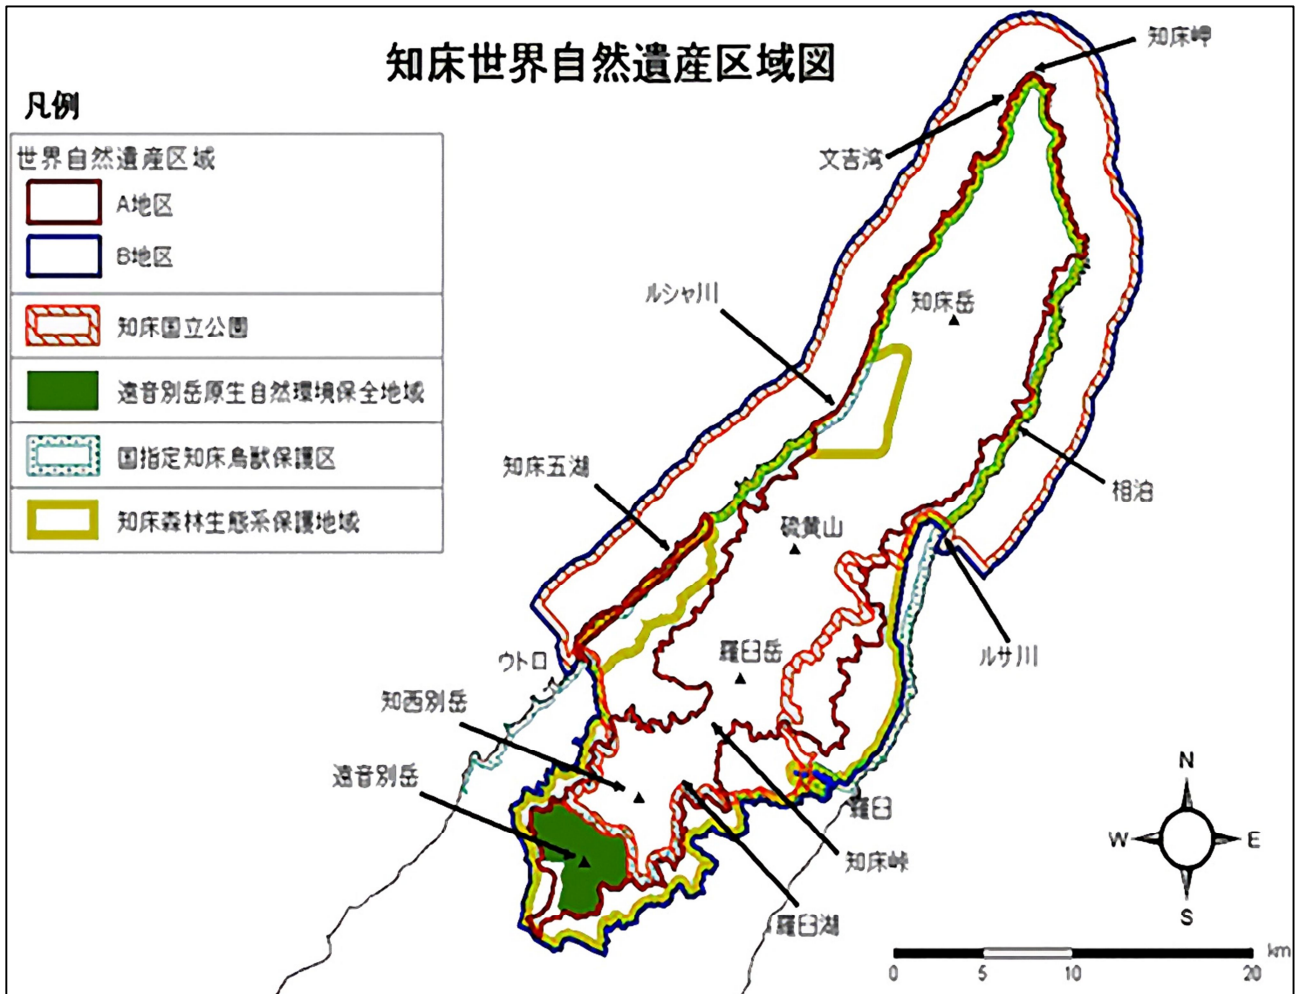 知床世界自然遺産区域図
凡例
世界自然遺産区域
A地区
B地区
知床国立公園
遠音別岳原生自然環境保全地域
国指定知床鳥獣保護区
知床森林生態系保護地域
知床岬
文吉湾
ルシャ川
知床岳
知床五湖
相泊
硫黄山
ルサ川
羅臼岳
ウトロ
知西別岳
遠音別岳
羅臼
知床峠
羅臼湖
N
W
E
S
km
0 5 10 20